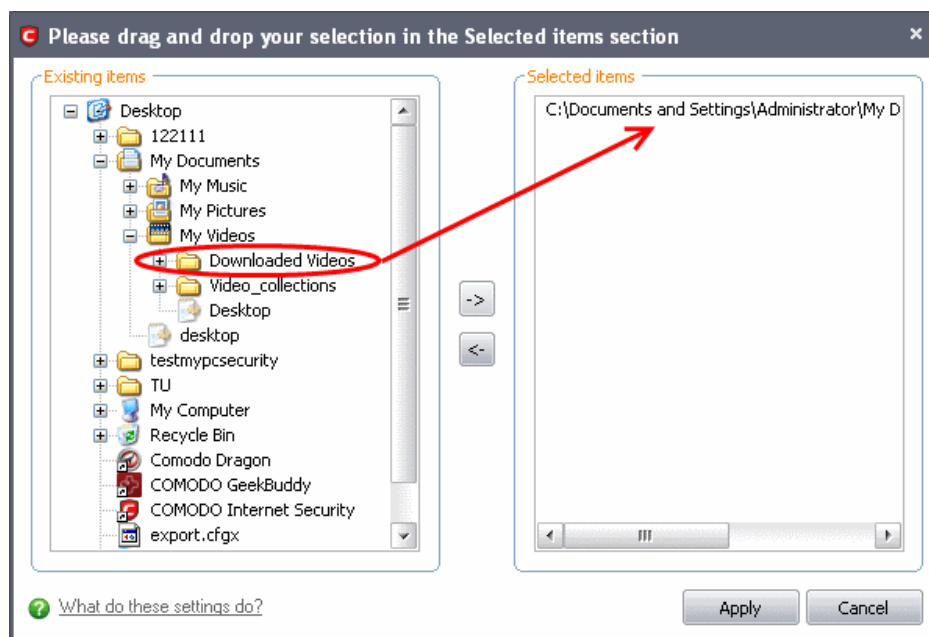 Please drag and drop your selection in the Selected items section
Existing items
Desktop
122111
My Documents
My Music
My Pictures
My Videos
Downloaded Videos
Video_collections
Desktop
desktop
testmypcsecurity
TU
My Computer
Recycle Bin
Comodo Dragon
COMODO GeekBuddy
COMODO Internet Security
export.cfgx
->
<-
Selected items
C:\Documents and Settings\Administrator\My D
What do these settings do?
Apply
Cancel